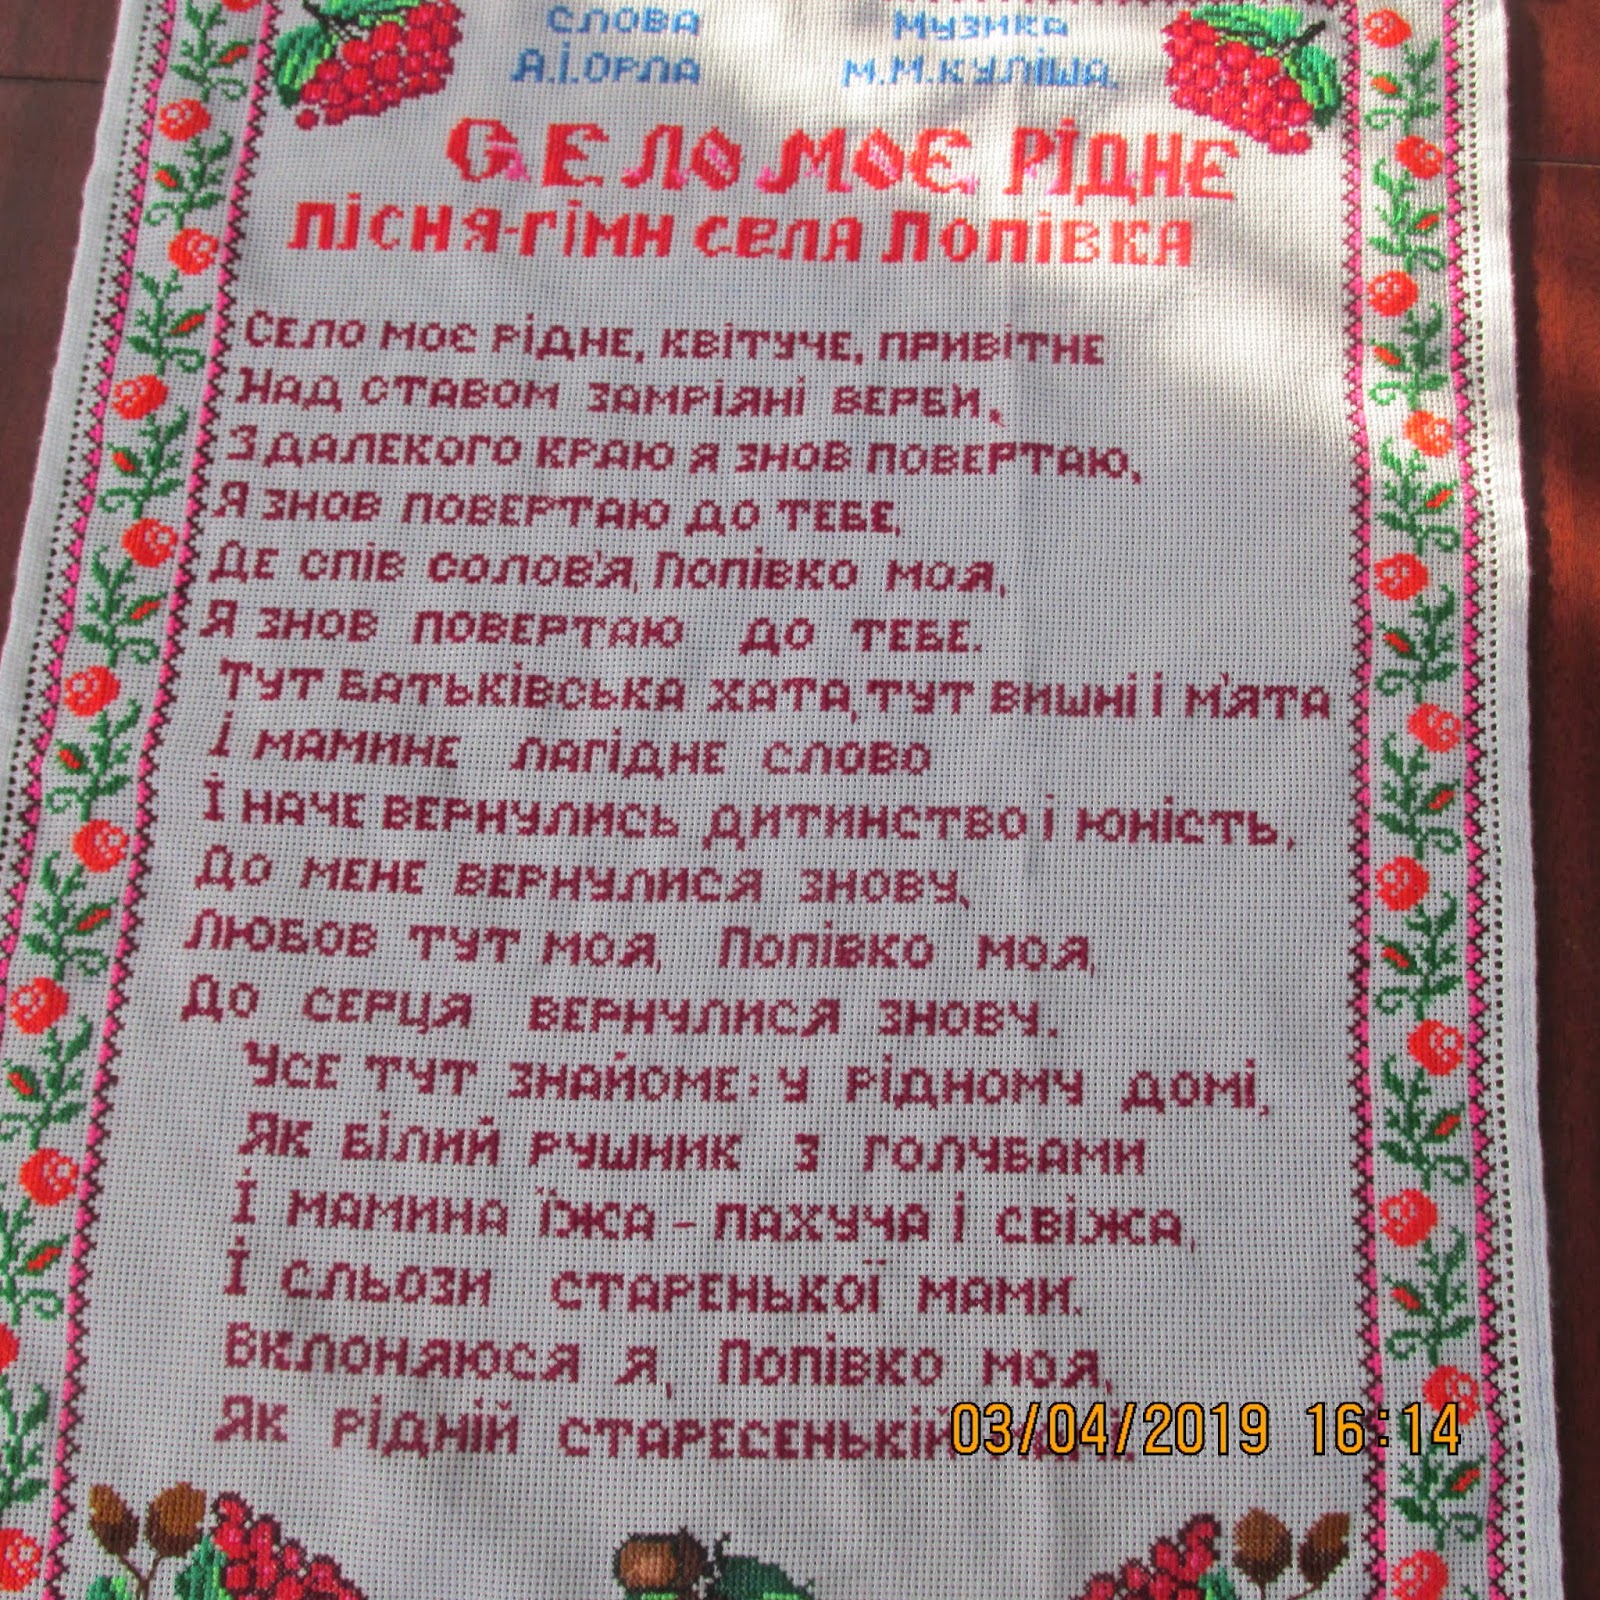 слова музика
А.І.Орла М.М.Куліша.
Село моє рідне
пісня-гімн села Попівка
Село моє рідне, квітуче, привітне
Над ставом замріяні верби,
З далекого краю я знов повертаю,
Я знов повертаю до тебе.
Де спів солов'я, Попівко моя,
Я знов повертаю до тебе.
Тут батьківська хата, тут вишні і м'ята
І мамине лагідне слово
І наче вернулись дитинство і юність,
До мене вернулися знову,
Любов тут моя, Попівко моя,
До серця вернулися знову.
Усе тут знайоме: у рідному домі,
Як білий рушник з голубами
І мамина їжа - пахуча і свіжа,
І сльози старенької мами.
Вклоняюся я, Попівко моя,
Як рідній старесенькій
03/04/2019 16:14